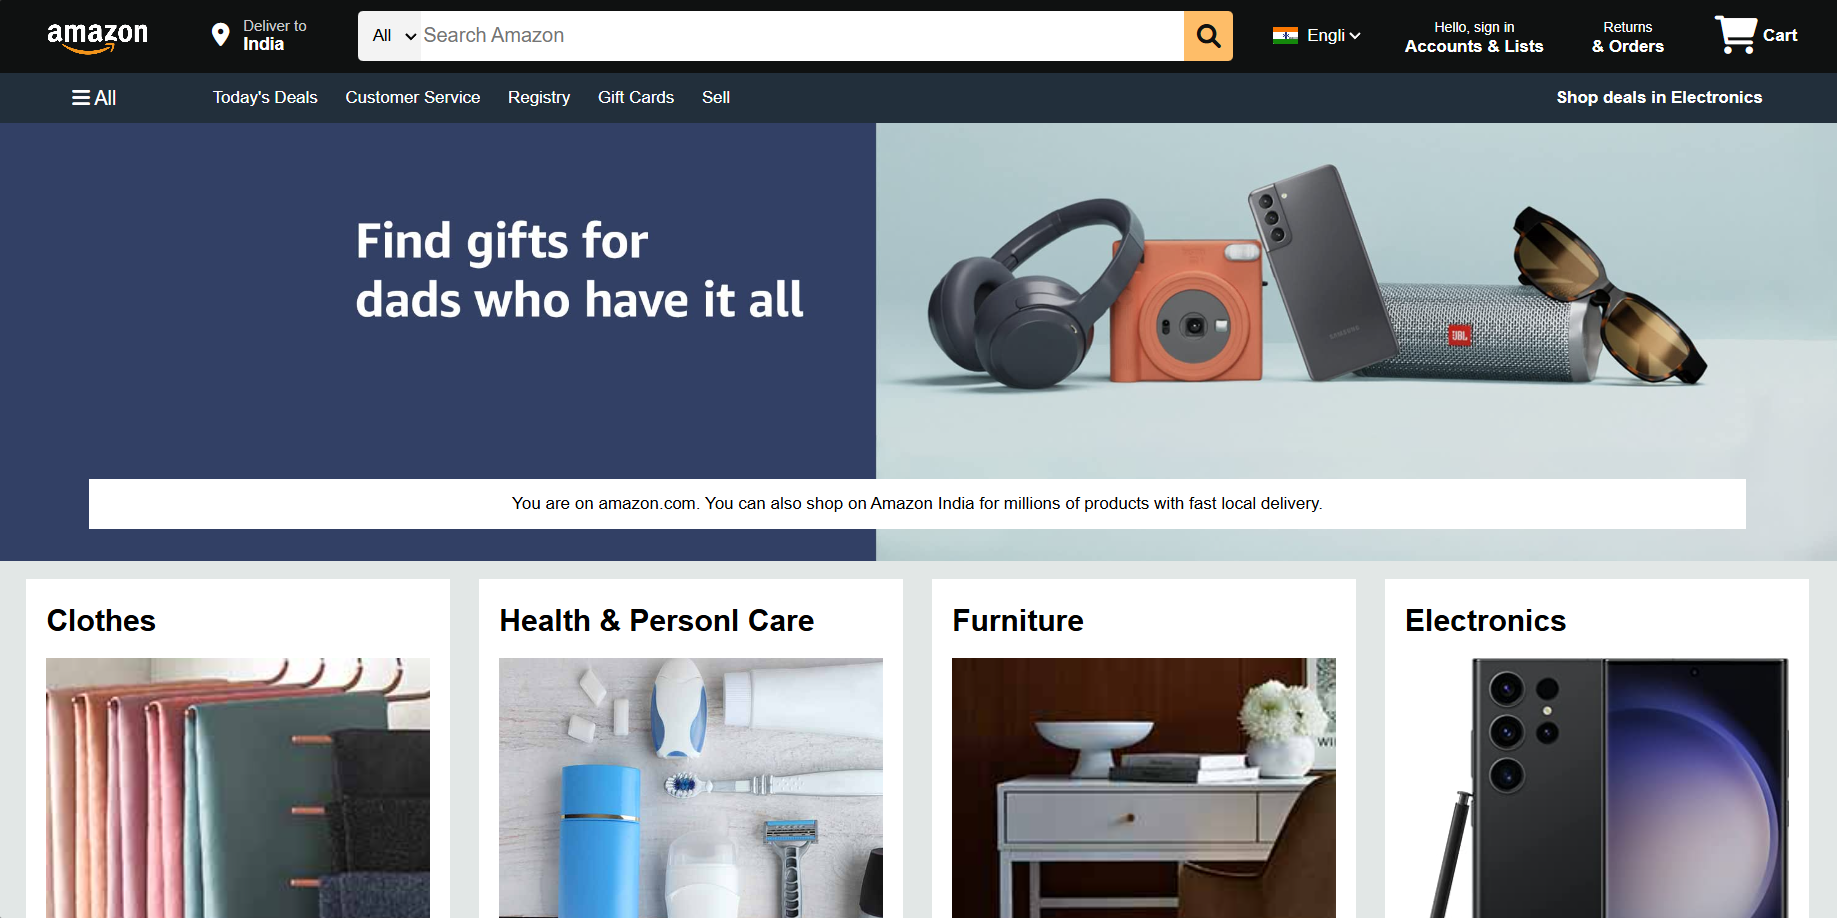 amazon
Deliver to
India
All
Search Amazon
Engli
Hello, sign in
Accounts & Lists
Returns
& Orders
Cart
All
Today's Deals
Customer Service
Registry
Gift Cards
Sell
Shop deals in Electronics
Find gifts for
dads who have it all
SAMSUNG
JBL
You are on amazon.com. You can also shop on Amazon India for millions of products with fast local delivery.
Clothes
Health & Personl Care
Furniture
Electronics
WI